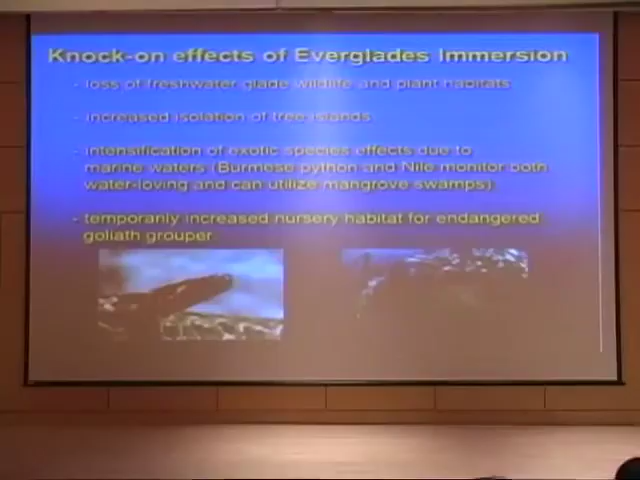 Knock-on effects of Everglades Immersion
- loss of freshwater glade wildlife and plant habitats
- increased isolation of tree islands
- intensification of exotic species effects due to
marine waters (Burmese python and Nile monitor both
water-loving and can utilize mangrove swamps)
- temporarily increased nursery habitat for endangered
goliath grouper